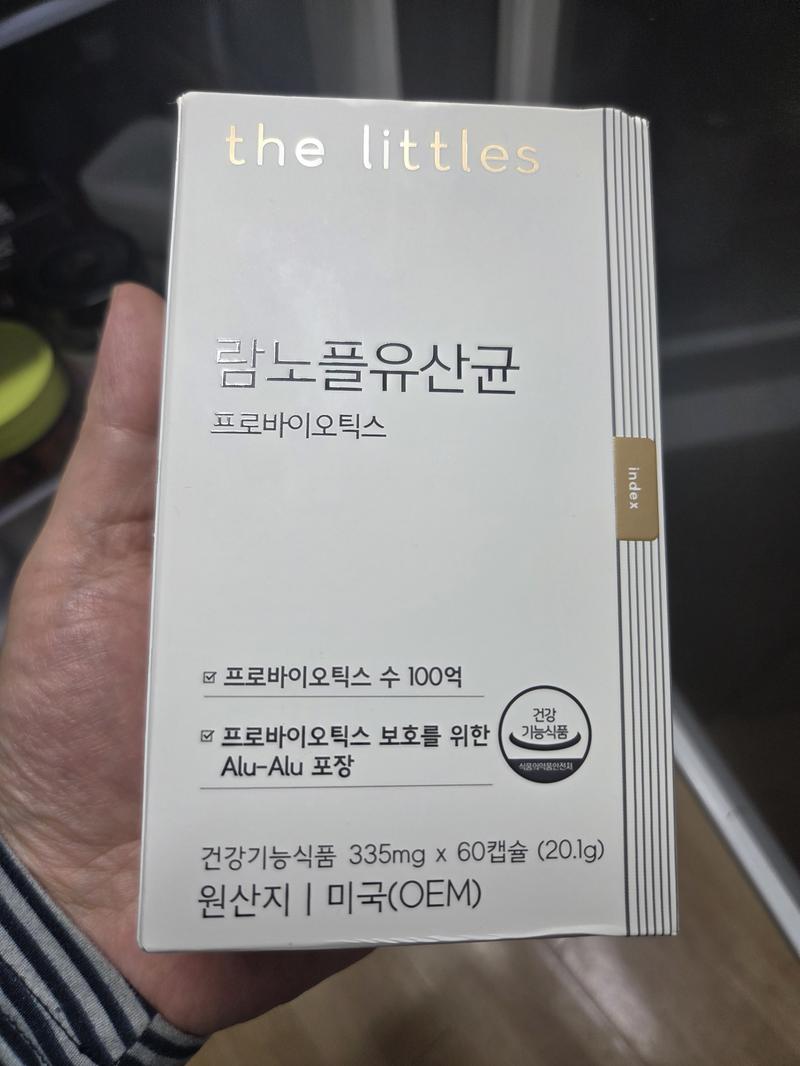 the littles
람노플유산균
프로바이오틱스
index
프로바이오틱스 수 100억
프로바이오틱스 보호를 위한
Alu-Alu 포장
건강
기능식품
식품의약품안전처
건강기능식품 335mg x 60캡슐 (20.1g)
원산지 | 미국(OEM)